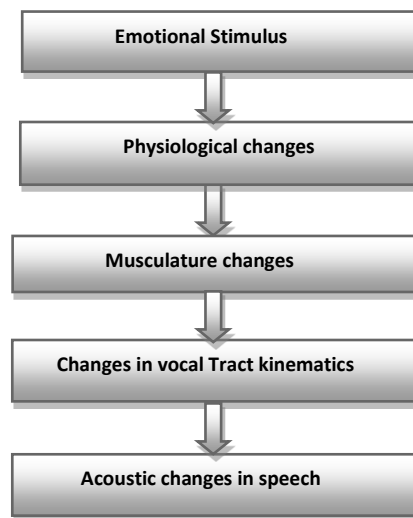 Emotional Stimulus
Physiological changes
Musculature changes
Changes in vocal Tract kinematics
Acoustic changes in speech